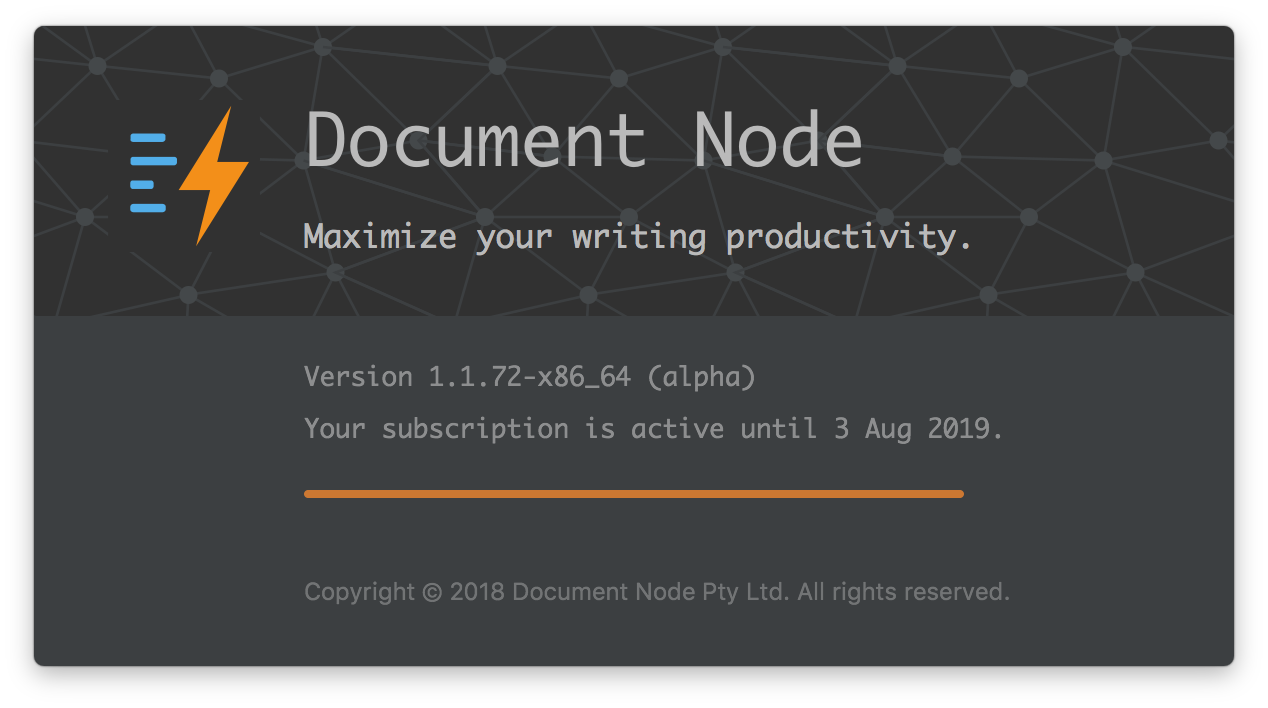 Document Node
Maximize your writing productivity.
Version 1.1.72-x86_64 (alpha)
Your subscription is active until 3 Aug 2019.
Copyright © 2018 Document Node Pty Ltd. All rights reserved.